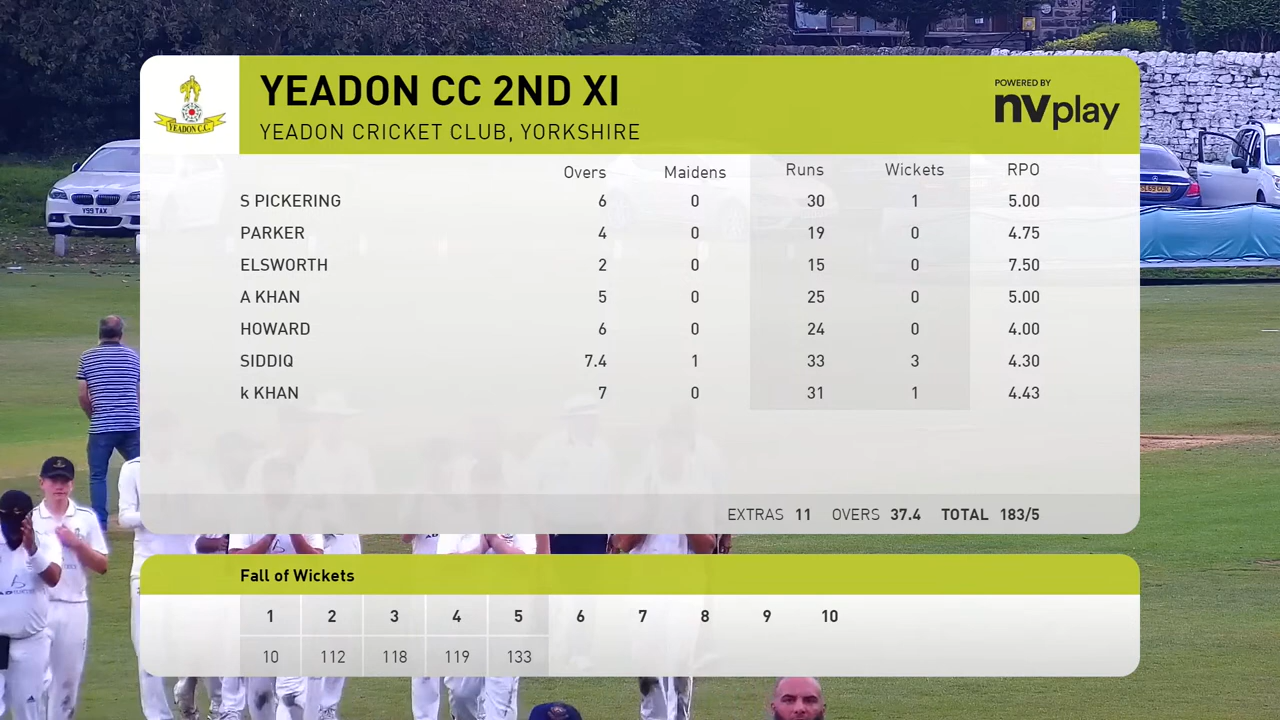 YEADON CC 2ND XI
YEADON CRICKET CLUB, YORKSHIRE
YEADON C.C.
POWERED BY
nvplay
Overs Maidens Runs Wickets RPO
S PICKERING 6 0 30 1 5.00
PARKER 4 0 19 0 4.75
ELSWORTH 2 0 15 0 7.50
A KHAN 5 0 25 0 5.00
HOWARD 6 0 24 0 4.00
SIDDIQ 7.4 1 33 3 4.30
k KHAN 7 0 31 1 4.43
EXTRAS 11 OVERS 37.4 TOTAL 183/5
Fall of Wickets
1 2 3 4 5 6 7 8 9 10
10 112 118 119 133
Y99 TAX